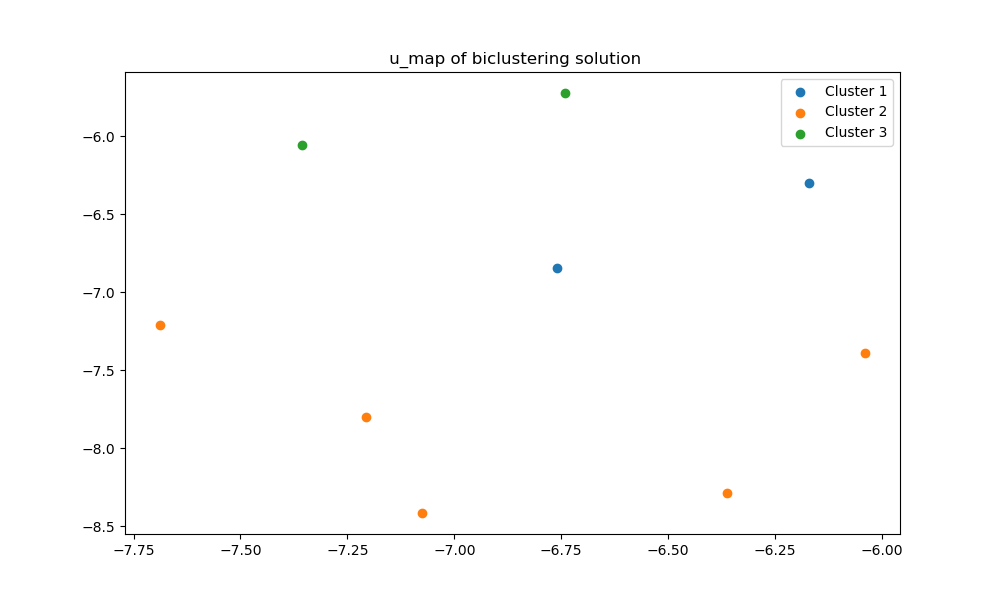 u_map of biclustering solution
Cluster 1
Cluster 2
Cluster 3
−6.0
−6.5
−7.0
−7.5
−8.0
−8.5
−7.75 −7.50 −7.25 −7.00 −6.75 −6.50 −6.25 −6.00